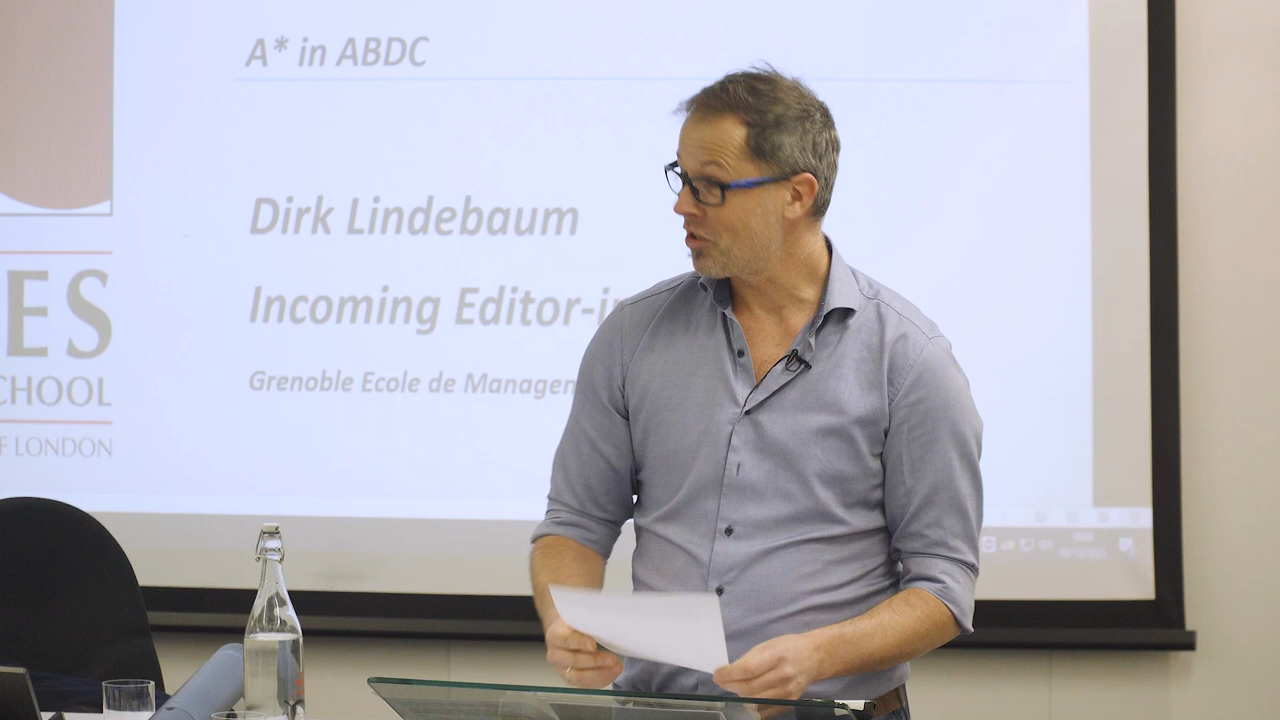 A* in ABDC
Dirk Lindebaum
Incoming Editor-i
Grenoble Ecole de Managem
ES
CHOOL
F LONDON